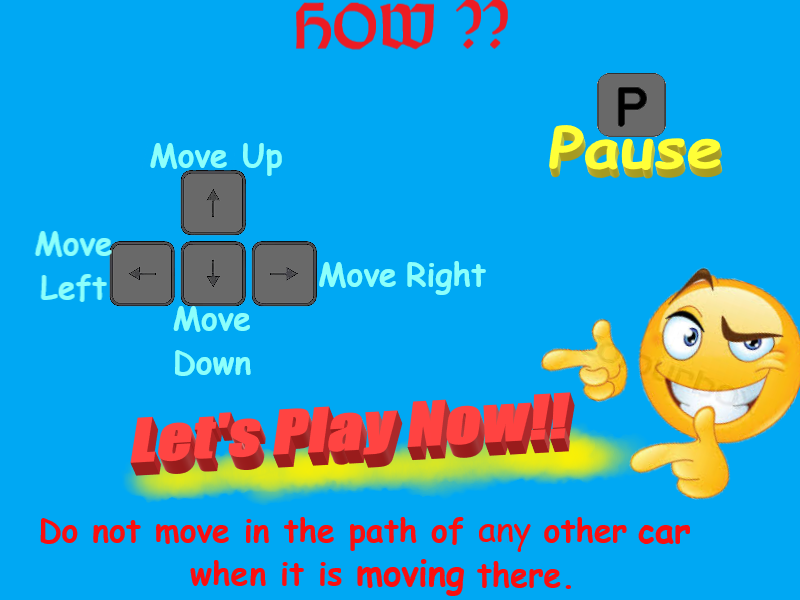 HOW ??
P
Pause
Move Up
Move
Left
Move Right
Move
Down
Let's Play Now!!
Do not move in the path of any other car
when it is moving there.